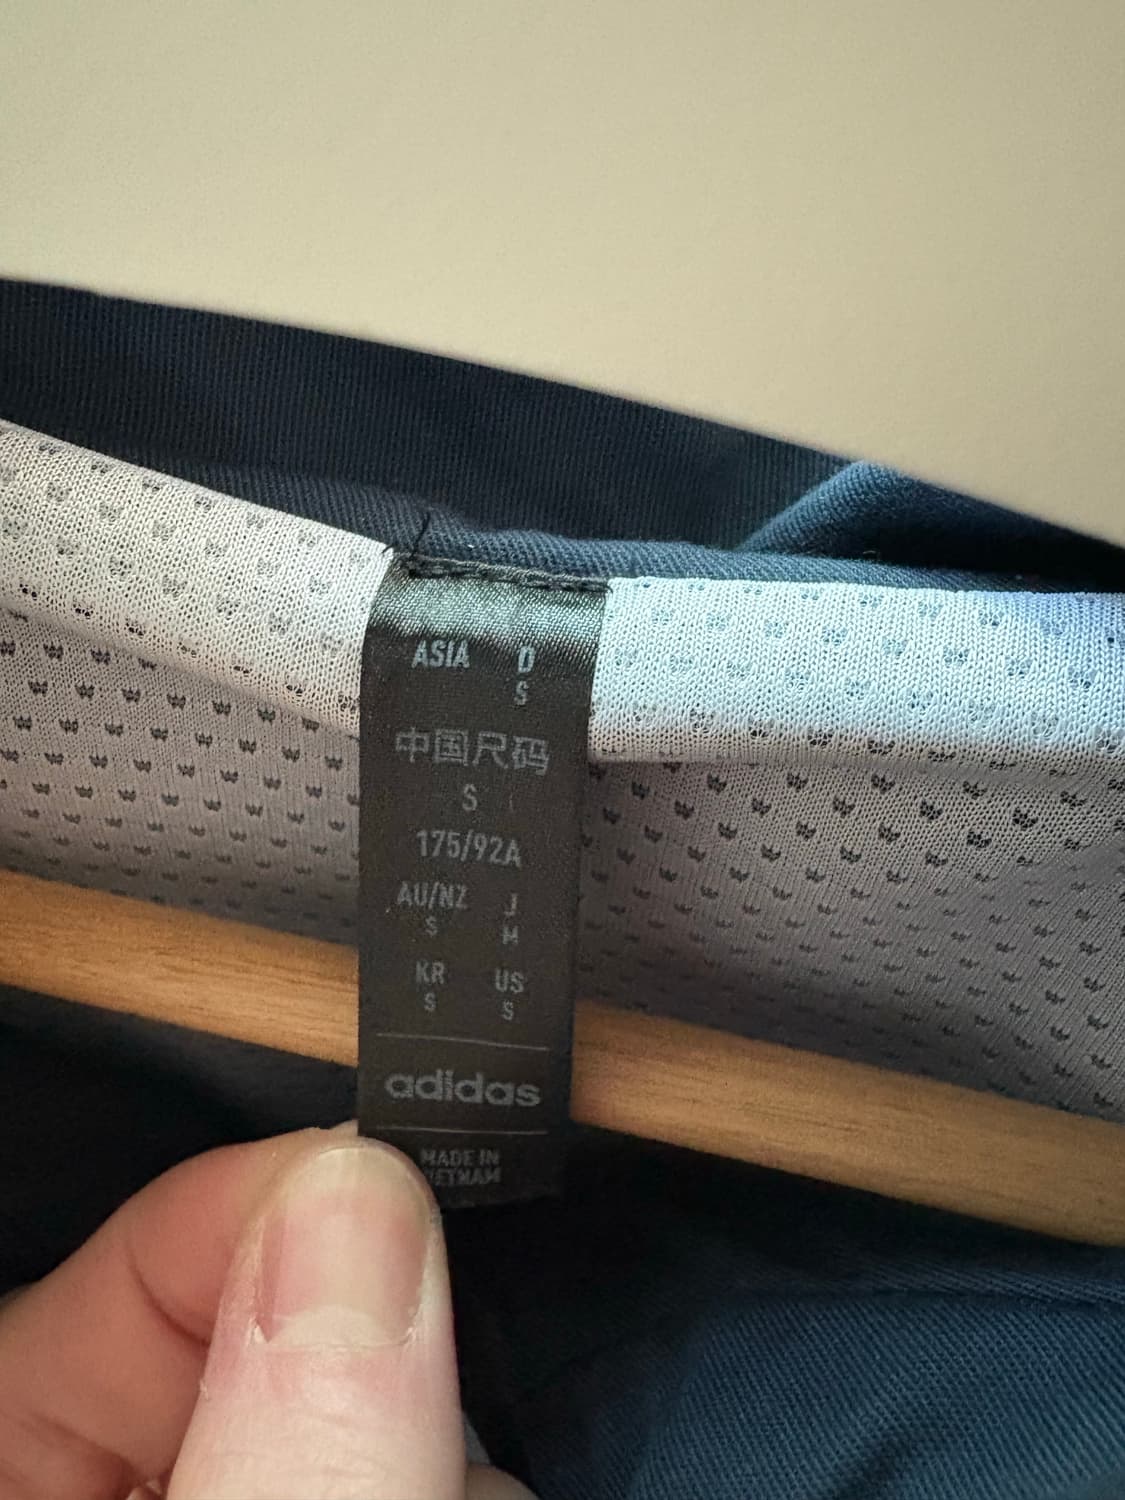 ASIA D
S
中国尺码
S
175/92A
AU/NZ J
S M
KR US
S S
adidas
MADE IN
VIETNAM